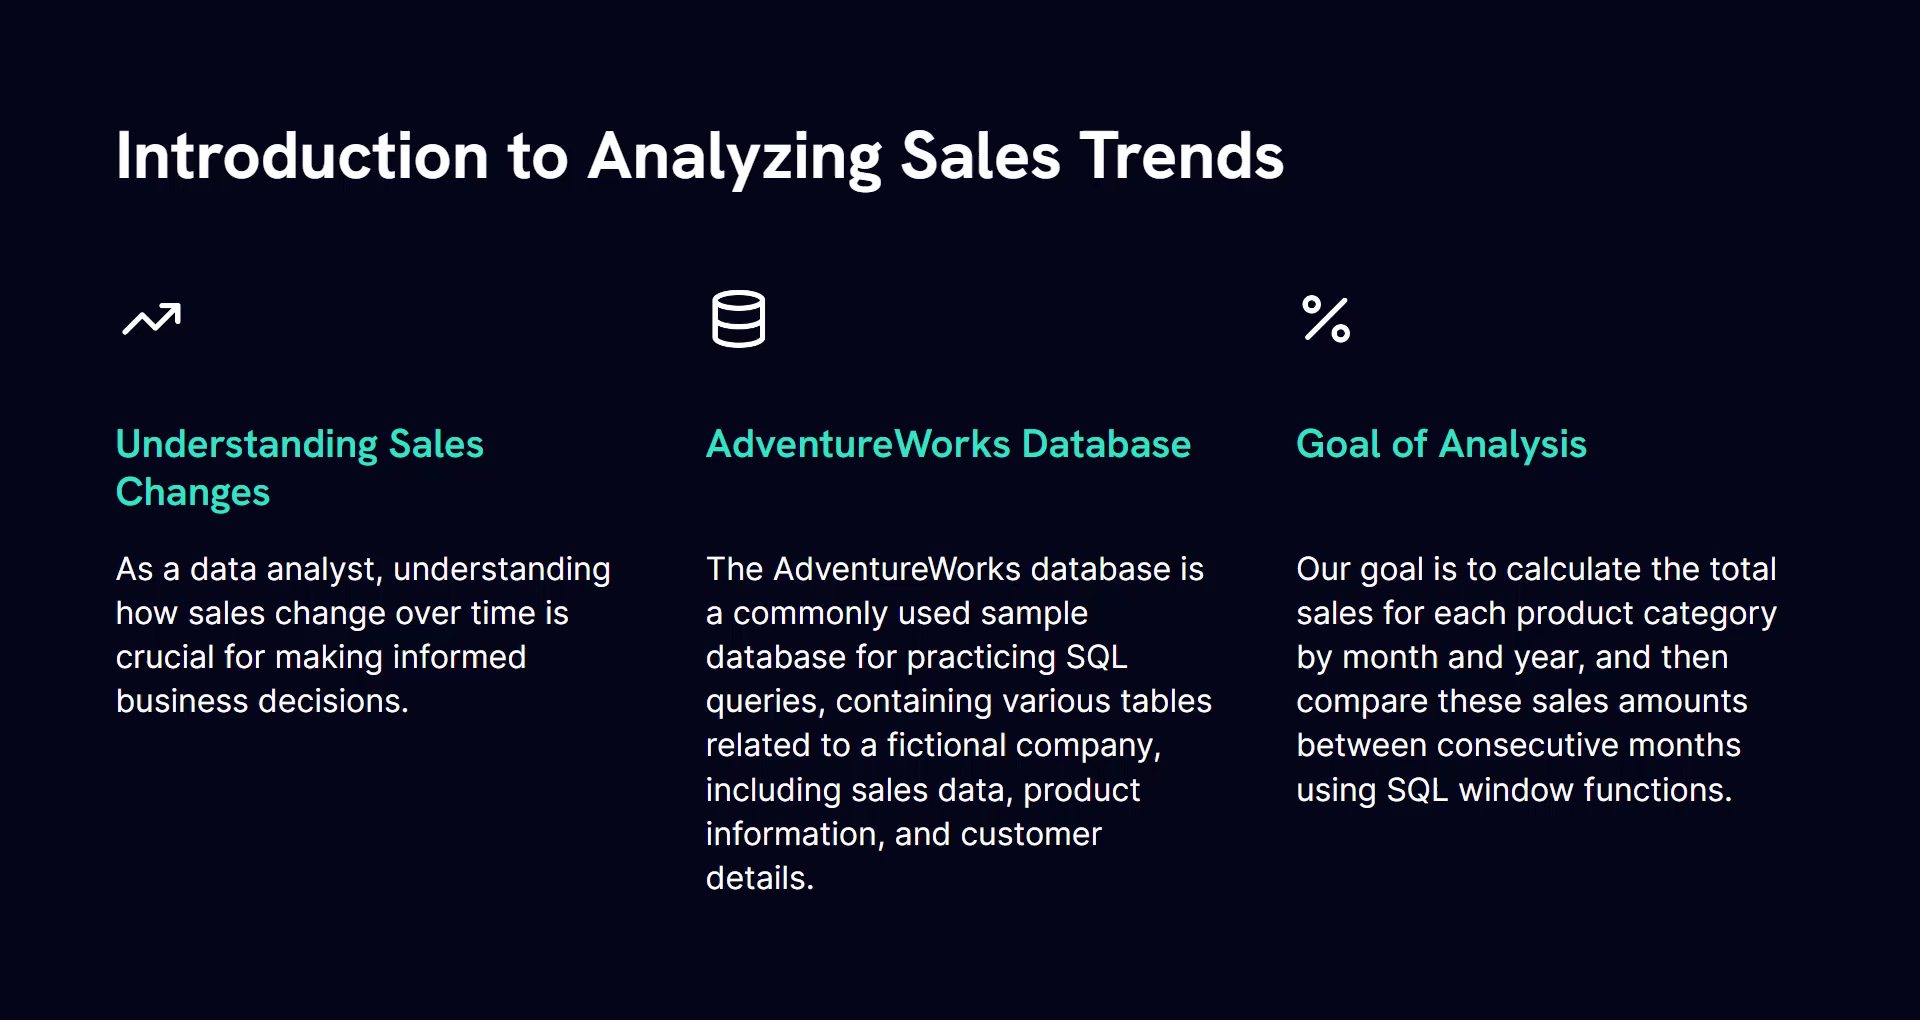 Introduction to Analyzing Sales Trends
Understanding Sales
Changes
As a data analyst, understanding
how sales change over time is
crucial for making informed
business decisions.
AdventureWorks Database
The AdventureWorks database is
a commonly used sample
database for practicing SQL
queries, containing various tables
related to a fictional company,
including sales data, product
information, and customer
details.
Goal of Analysis
Our goal is to calculate the total
sales for each product category
by month and year, and then
compare these sales amounts
between consecutive months
using SQL window functions.